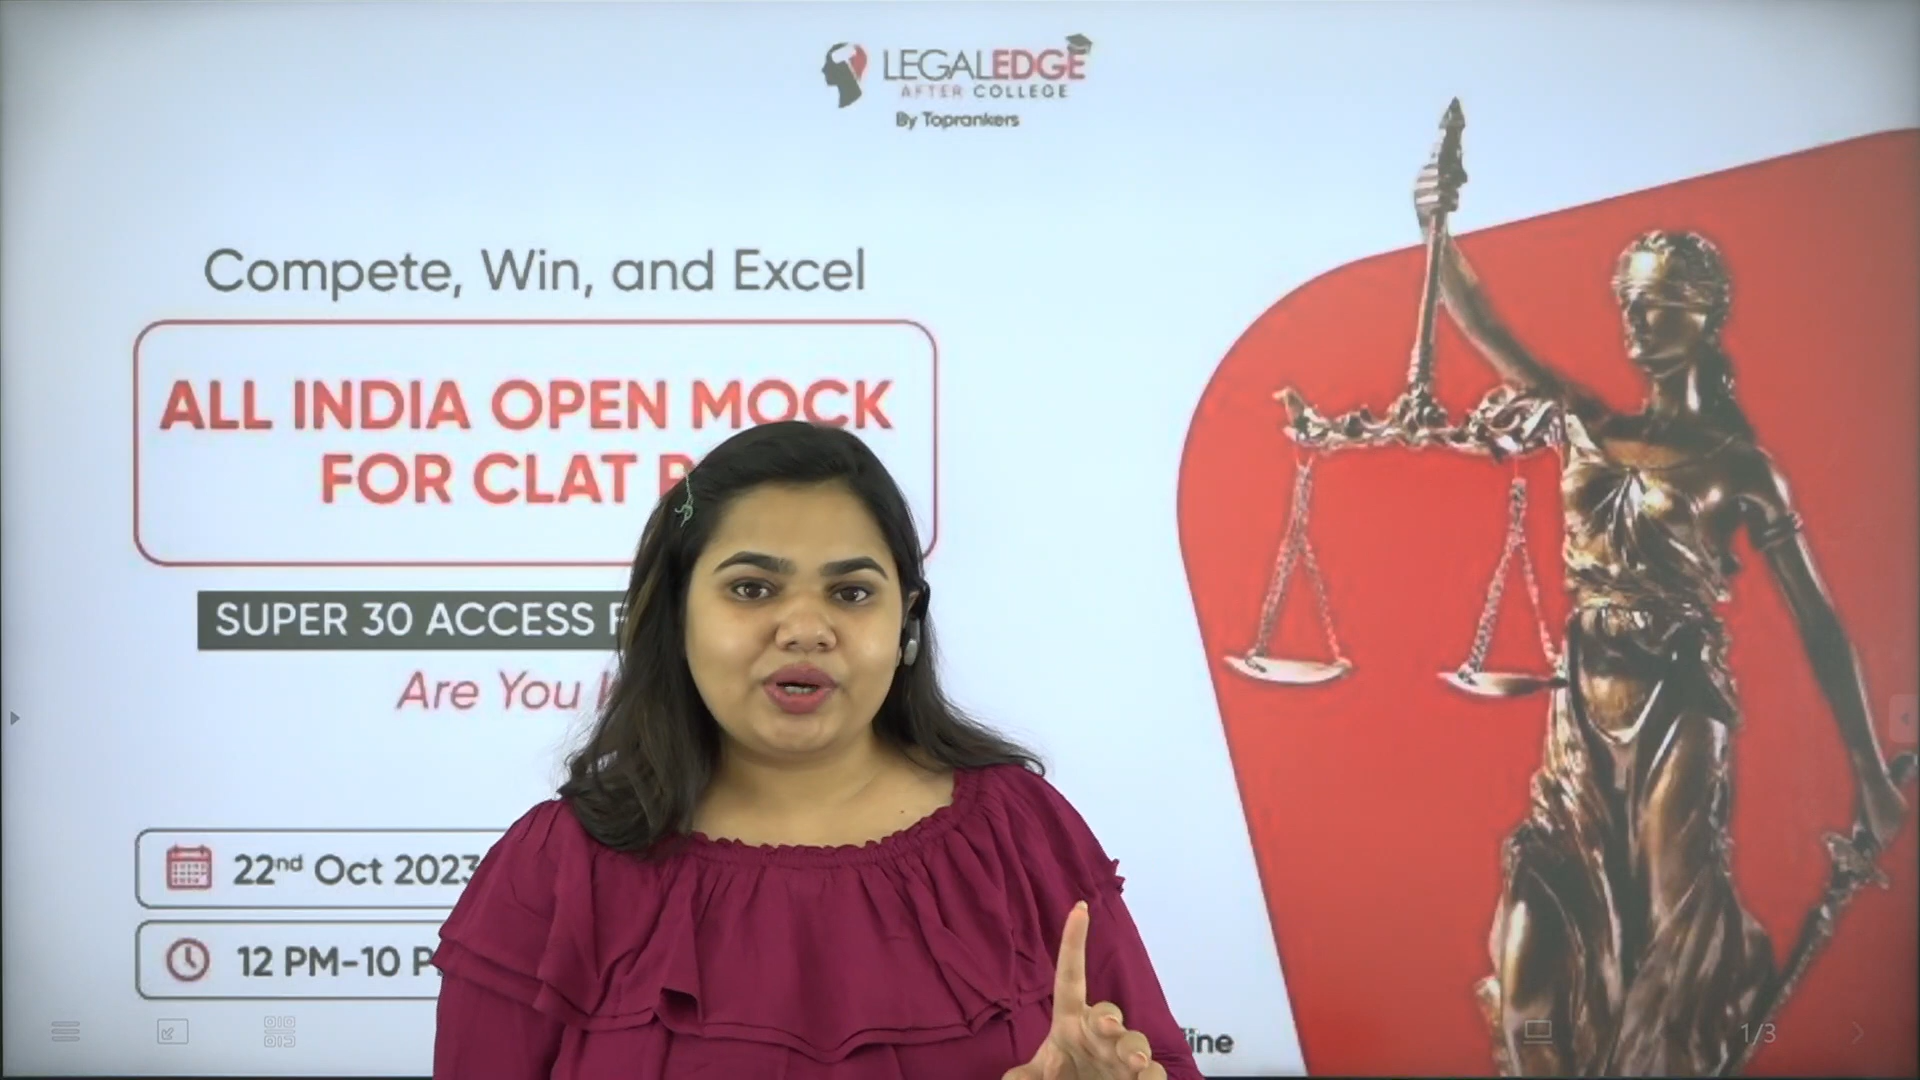 LEGALEDGE
AFTER COLLEGE
By Toprankers
Compete, Win, and Excel
ALL INDIA OPEN MOCK
FOR CLAT
SUPER 30 ACCESS
Are You
22nd Oct 2023
12 PM-10
1/3